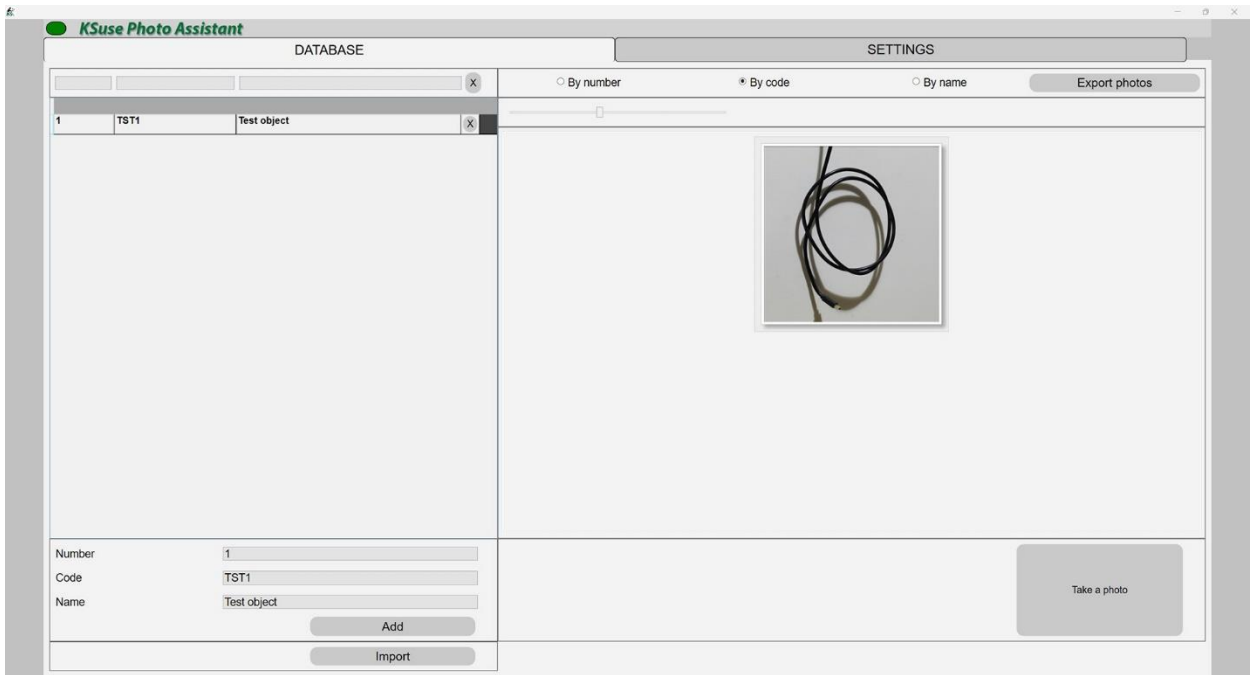 KSuse Photo Assistant
DATABASE
SETTINGS
X
By number
By code
By name
Export photos
1 TST1 Test object X
Number 1
Code TST1
Name Test object
Add
Import
Take a photo